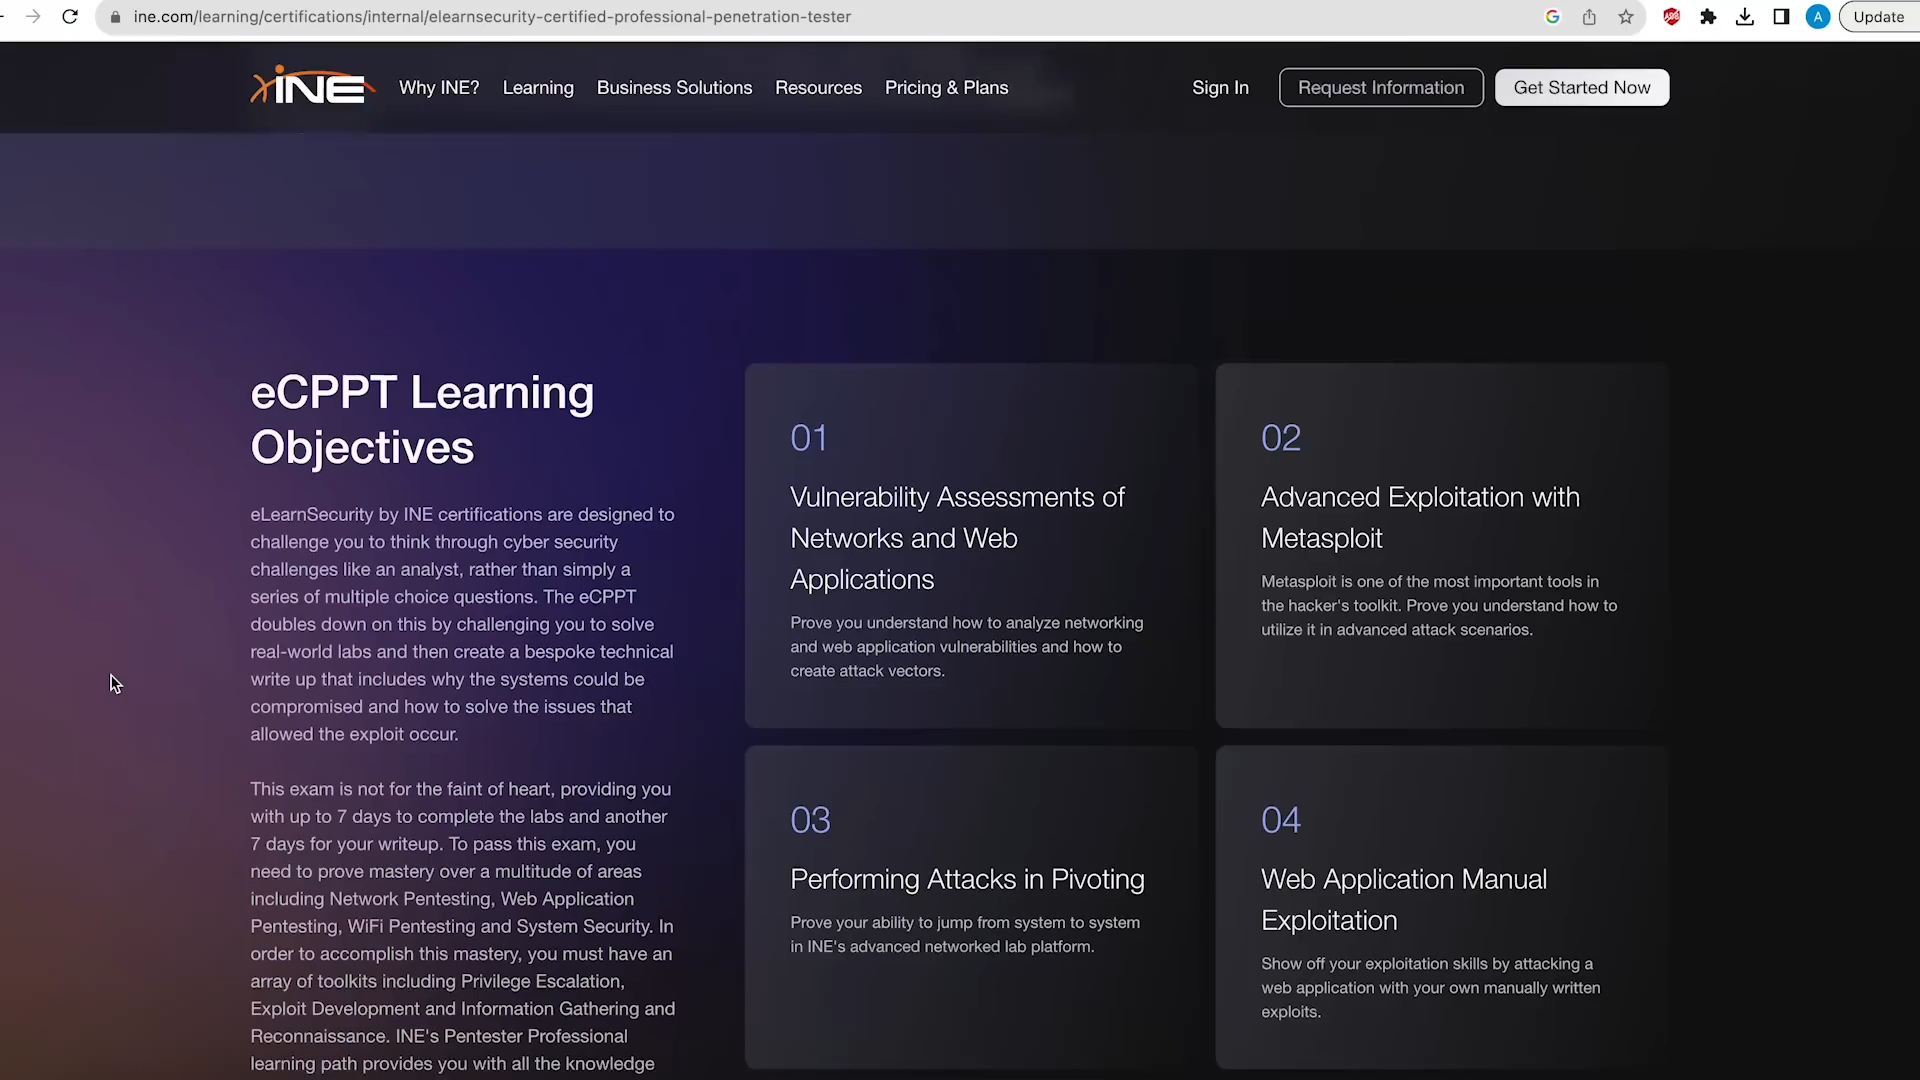 ine.com/learning/certifications/internal/elearnsecurity-certified-professional-penetration-tester
A
Update
INE
Why INE?
Learning
Business Solutions
Resources
Pricing & Plans
Sign In
Request Information
Get Started Now
eCPPT Learning
Objectives
eLearnSecurity by INE certifications are designed to
challenge you to think through cyber security
challenges like an analyst, rather than simply a
series of multiple choice questions. The eCPPT
doubles down on this by challenging you to solve
real-world labs and then create a bespoke technical
write up that includes why the systems could be
compromised and how to solve the issues that
allowed the exploit occur.
This exam is not for the faint of heart, providing you
with up to 7 days to complete the labs and another
7 days for your writeup. To pass this exam, you
need to prove mastery over a multitude of areas
including Network Pentesting, Web Application
Pentesting, WiFi Pentesting and System Security. In
order to accomplish this mastery, you must have an
array of toolkits including Privilege Escalation,
Exploit Development and Information Gathering and
Reconnaissance. INE's Pentester Professional
learning path provides you with all the knowledge
01
Vulnerability Assessments of
Networks and Web
Applications
Prove you understand how to analyze networking
and web application vulnerabilities and how to
create attack vectors.
02
Advanced Exploitation with
Metasploit
Metasploit is one of the most important tools in
the hacker's toolkit. Prove you understand how to
utilize it in advanced attack scenarios.
03
Performing Attacks in Pivoting
Prove your ability to jump from system to system
in INE's advanced networked lab platform.
04
Web Application Manual
Exploitation
Show off your exploitation skills by attacking a
web application with your own manually written
exploits.